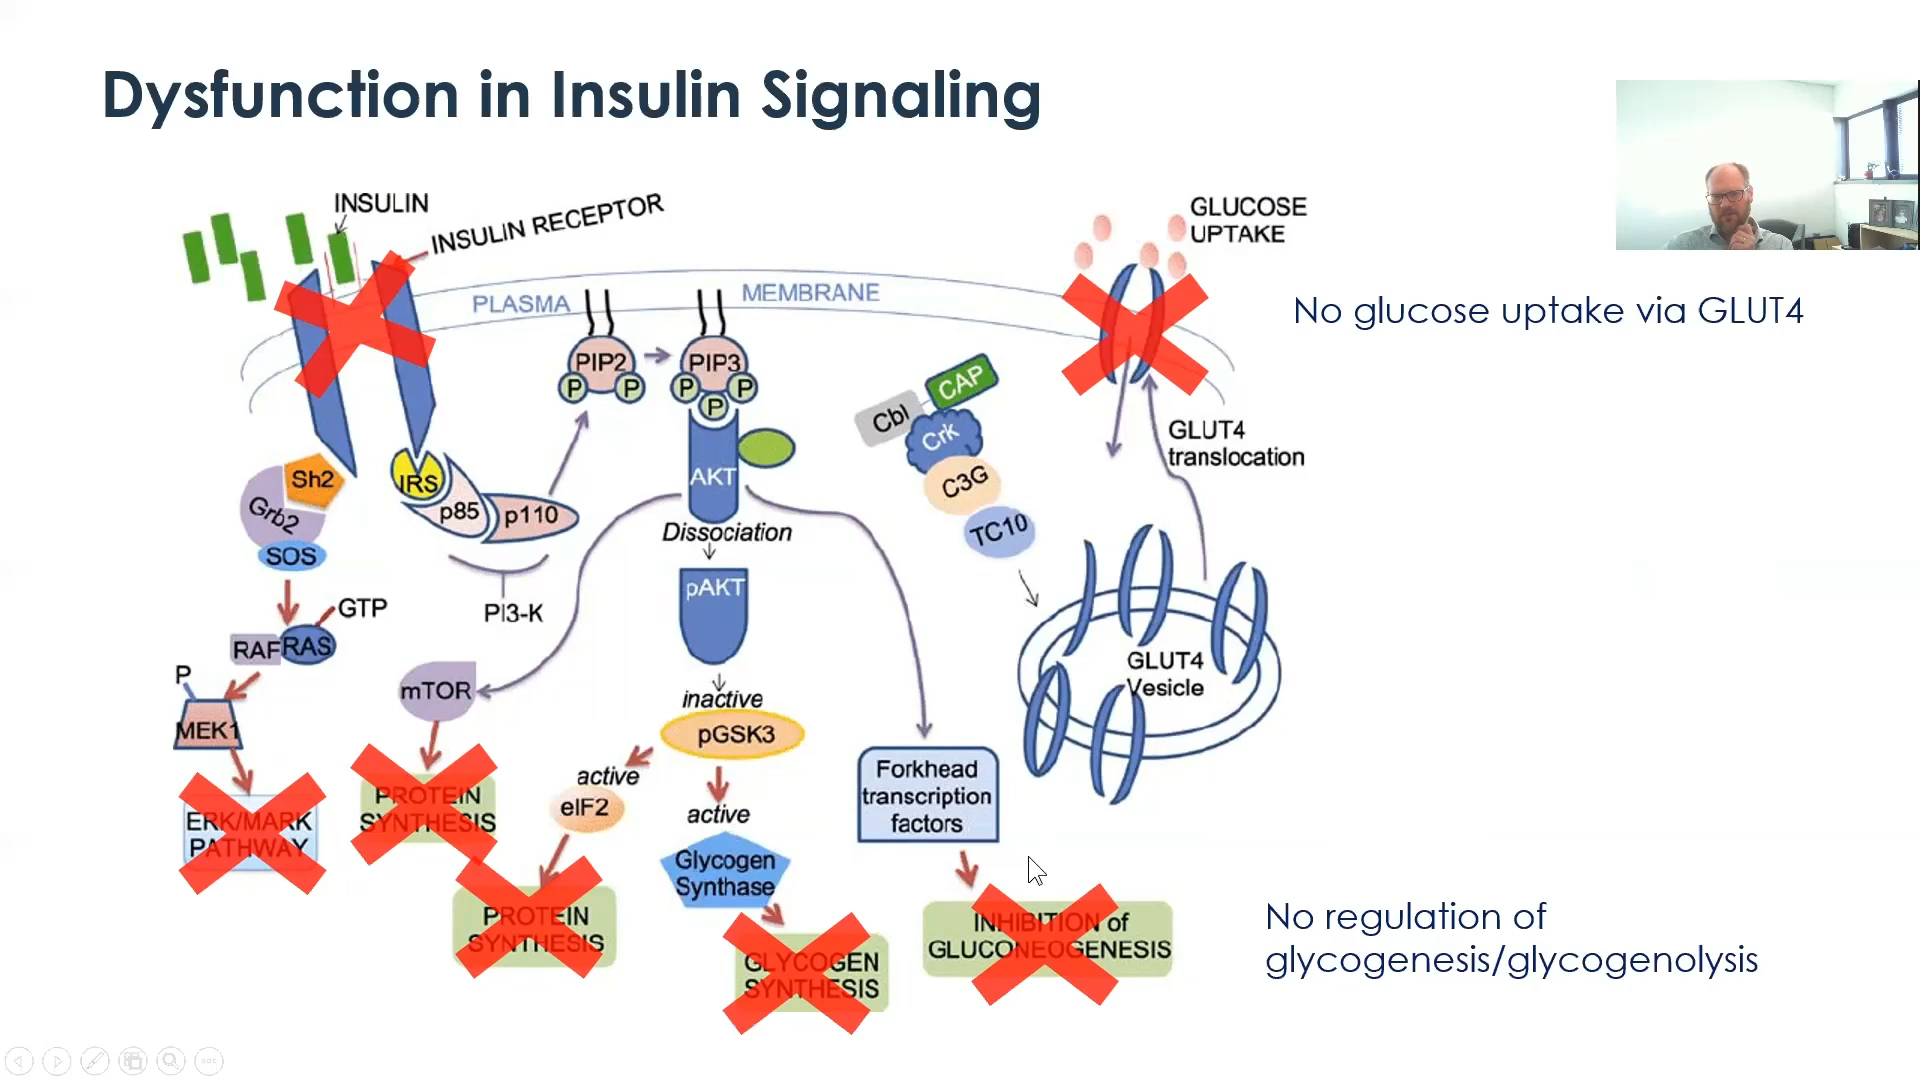 Dysfunction in Insulin Signaling
INSULIN
INSULIN RECEPTOR
GLUCOSE
UPTAKE
PLASMA
MEMBRANE
No glucose uptake via GLUT4
PIP2
PIP3
P
P
P
P
P
CAP
Cbl
Crk
C3G
TC10
GLUT4
translocation
Sh2
Grb2
SOS
IRS
p85
p110
AKT
Dissociation
PI3-K
pAKT
GTP
RAF
RAS
P
MEK1
mTOR
inactive
pGSK3
GLUT4
Vesicle
active
eIF2
active
Glycogen
Synthase
Forkhead
transcription
factors
ERK/MARK
PATHWAY
PROTEIN
SYNTHESIS
PROTEIN
SYNTHESIS
GLYCOGEN
SYNTHESIS
INHIBITION of
GLUCONEOGENESIS
No regulation of
glycogenesis/glycogenolysis